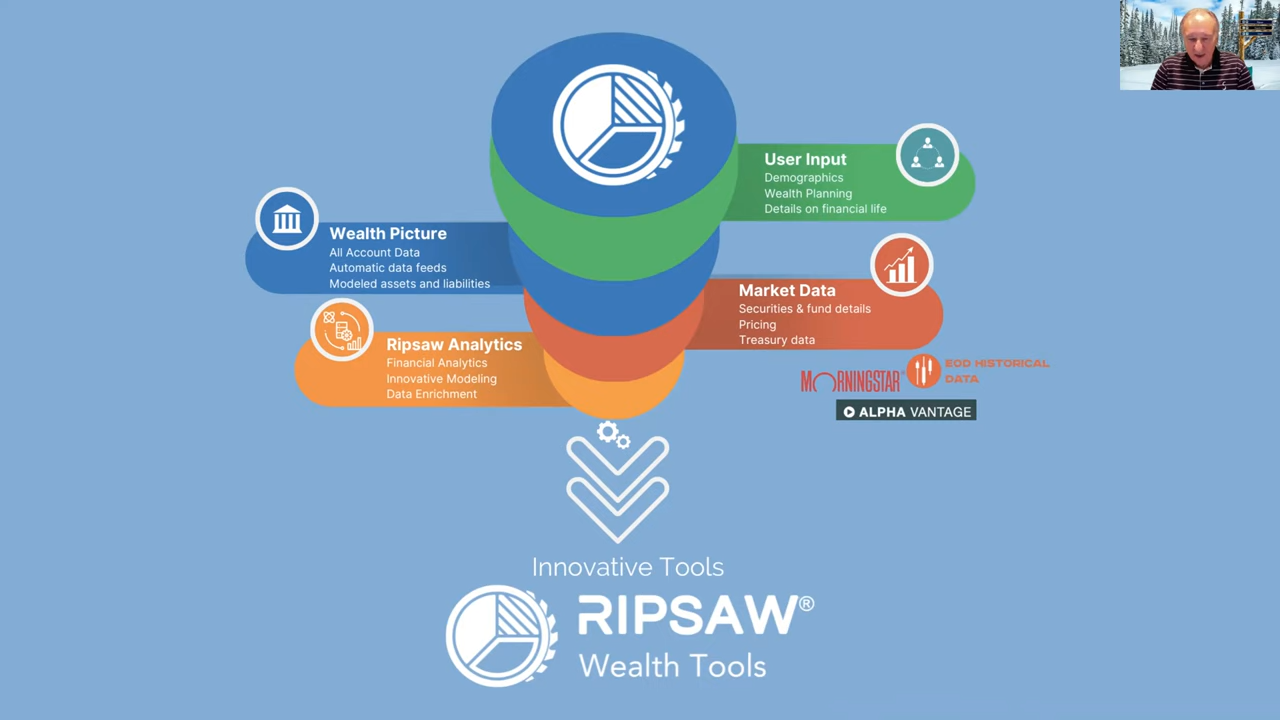 User Input
Demographics
Wealth Planning
Details on financial life
Wealth Picture
All Account Data
Automatic data feeds
Modeled assets and liabilities
Market Data
Securities & fund details
Pricing
Treasury data
Ripsaw Analytics
Financial Analytics
Innovative Modeling
Data Enrichment
MORNINGSTAR®
EOD HISTORICAL
DATA
ALPHA VANTAGE
Innovative Tools
RIPSAW®
Wealth Tools